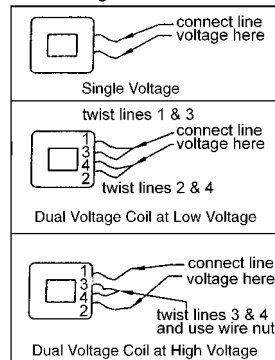 connect line
voltage here
Single Voltage
twist lines 1 & 3
connect line
voltage here
1
3
4
2
twist lines 2 & 4
Dual Voltage Coil at Low Voltage
connect line
voltage here
1
3
4
2
twist lines 3 & 4
and use wire nut
Dual Voltage Coil at High Voltage